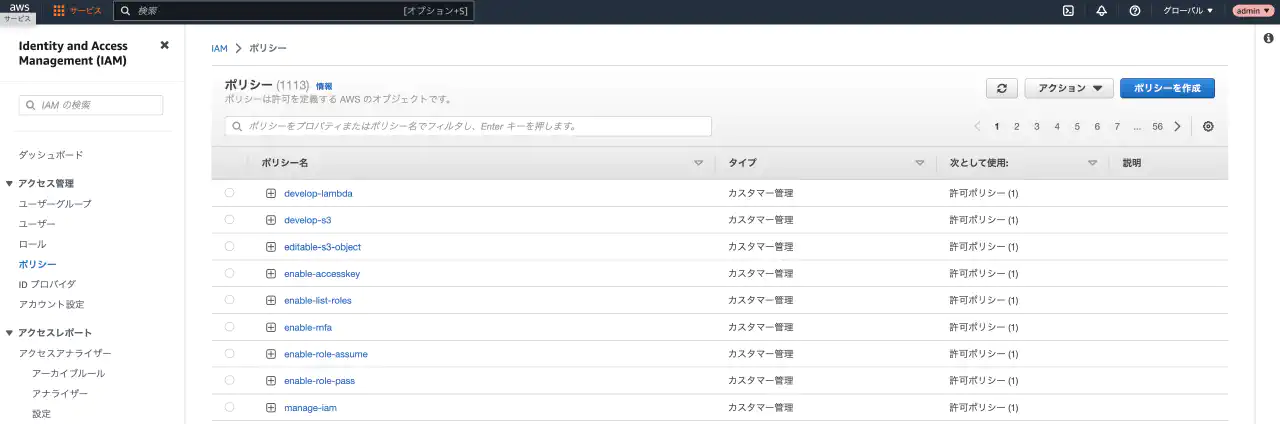 aws
サービス
サービス
検索
[オプション+S]
グローバル
admin
Identity and Access
Management (IAM)
IAM の検索
ダッシュボード
アクセス管理
ユーザーグループ
ユーザー
ロール
ポリシー
ID プロバイダ
アカウント設定
アクセスレポート
アクセスアナライザー
アーカイブルール
アナライザー
設定
IAM > ポリシー
ポリシー (1113) 情報
ポリシーは許可を定義する AWS のオブジェクトです。
アクション
ポリシーを作成
ポリシーをプロパティまたはポリシー名でフィルタし、Enter キーを押します。
< 1 2 3 4 5 6 7 ... 56 >
ポリシー名 タイプ 次として使用: 説明
develop-lambda カスタマー管理 許可ポリシー (1)
develop-s3 カスタマー管理 許可ポリシー (1)
editable-s3-object カスタマー管理 許可ポリシー (1)
enable-accesskey カスタマー管理 許可ポリシー (1)
enable-list-roles カスタマー管理 許可ポリシー (1)
enable-mfa カスタマー管理 許可ポリシー (1)
enable-role-assume カスタマー管理 許可ポリシー (1)
enable-role-pass カスタマー管理 許可ポリシー (1)
manage-iam カスタマー管理 許可ポリシー (1)